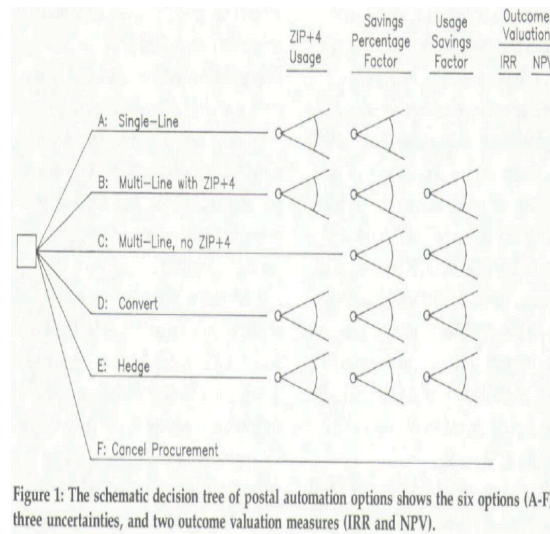 ZIP+4
Usage
Savings
Percentage
Factor
Usage
Savings
Factor
Outcome
Valuation
IRR NPV
A: Single-Line
B: Multi-Line with ZIP+4
C: Multi-Line, no ZIP+4
D: Convert
E: Hedge
F: Cancel Procurement
Figure 1: The schematic decision tree of postal automation options shows the six options (A-F
three uncertainties, and two outcome valuation measures (IRR and NPV).